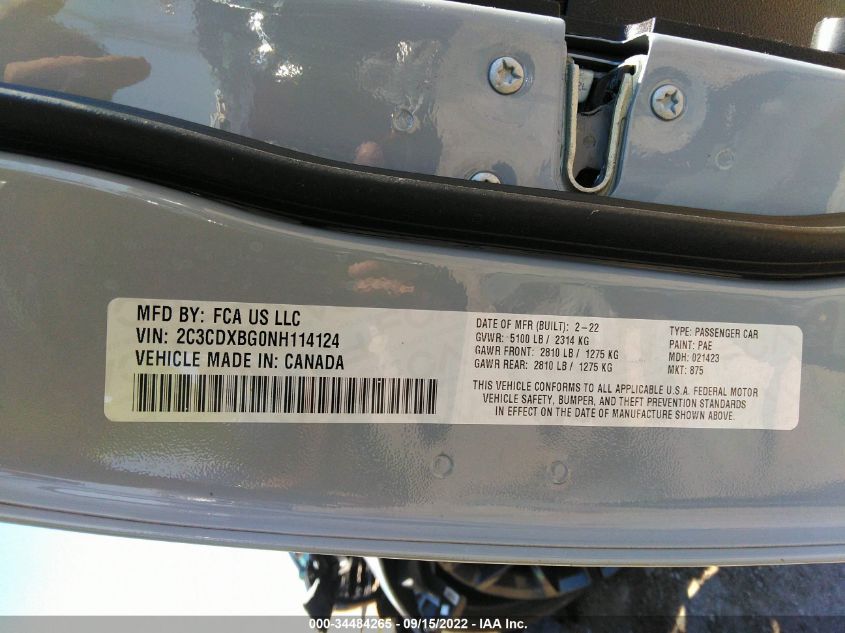 MFD BY: FCA US LLC
VIN: 2C3CDXBG0NH114124
VEHICLE MADE IN: CANADA
DATE OF MFR (BUILT): 2-22
GVWR: 5100 LB / 2314 KG
GAWR FRONT: 2810 LB / 1275 KG
GAWR REAR: 2810 LB / 1275 KG
TYPE: PASSENGER CAR
PAINT: PAE
MDH: 021423
MKT: 875
THIS VEHICLE CONFORMS TO ALL APPLICABLE U.S.A. FEDERAL MOTOR
VEHICLE SAFETY, BUMPER, AND THEFT PREVENTION STANDARDS
IN EFFECT ON THE DATE OF MANUFACTURE SHOWN ABOVE.
000-34484265 - 09/15/2022 - IAA Inc.